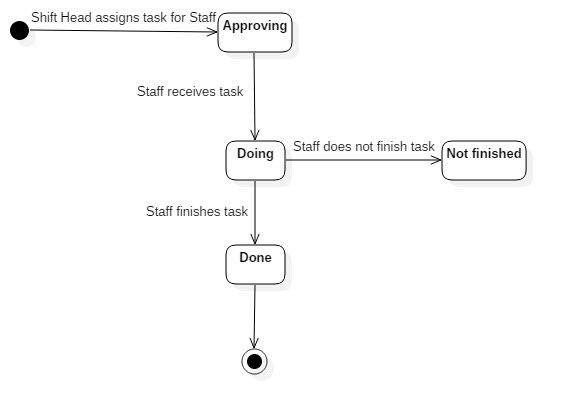 Shift Head assigns task for Staff
Approving
Staff receives task
Doing
Staff does not finish task
Not finished
Staff finishes task
Done